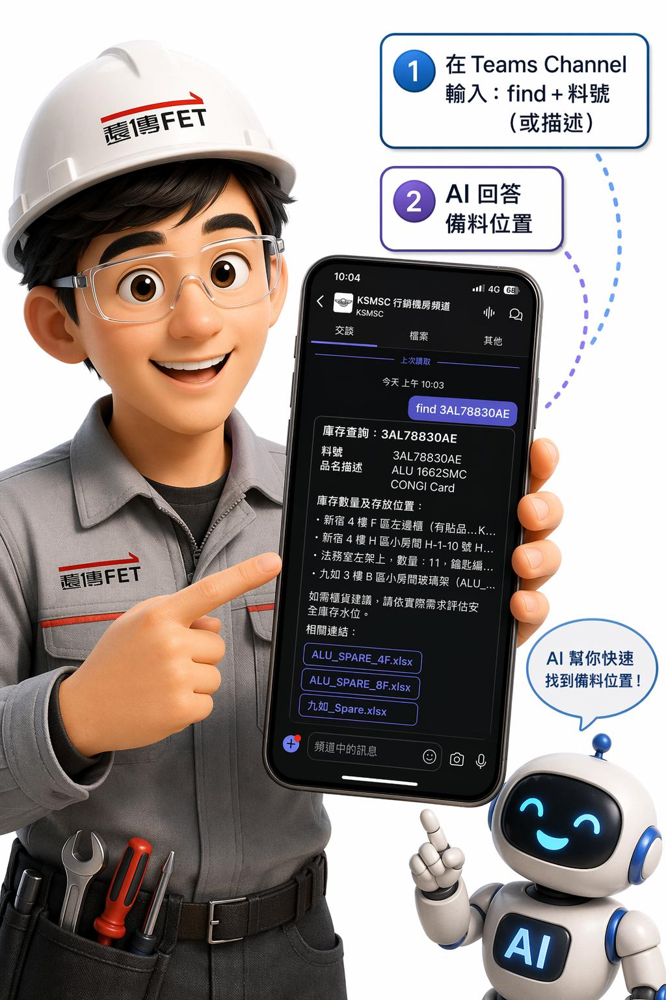 1
在 Teams Channel
輸入：find + 料號
（或描述）
2
AI 回答
備料位置
遠傳FET
遠傳FET
10:04
4G 68
KSMSC 行銷機房頻道
KSMSC
交談 檔案 其他
上次讀取
今天 上午 10:03
find 3AL78830AE
庫存查詢：3AL78830AE
料號 3AL78830AE
品名描述 ALU 1662SMC
CONGI Card
庫存數量及存放位置：
・新宿 4 樓 F 區左邊櫃（有貼品...K...
・新宿 4 樓 H 區小房間 H-1-10 號 H...
・法務室左架上，數量：11，鑰匙編...
・九如 3 樓 B 區小房間玻璃架（ALU_...
如需櫃貨建議，請依實際需求評估安
全庫存水位。
相關連結：
ALU_SPARE_4F.xlsx
ALU_SPARE_8F.xlsx
九如_Spare.xlsx
頻道中的訊息
AI 幫你快速
找到備料位置！
AI